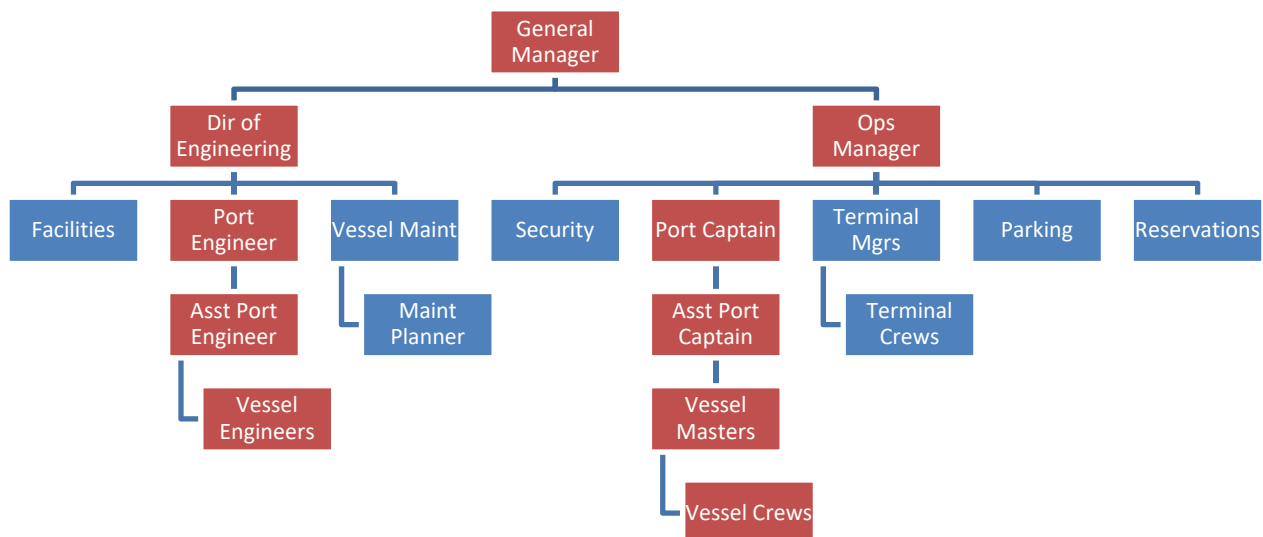 General
Manager
Dir of
Engineering
Ops
Manager
Facilities
Port
Engineer
Vessel Maint
Security
Port Captain
Terminal
Mgrs
Parking
Reservations
Asst Port
Engineer
Maint
Planner
Asst Port
Captain
Terminal
Crews
Vessel
Engineers
Vessel
Masters
Vessel Crews